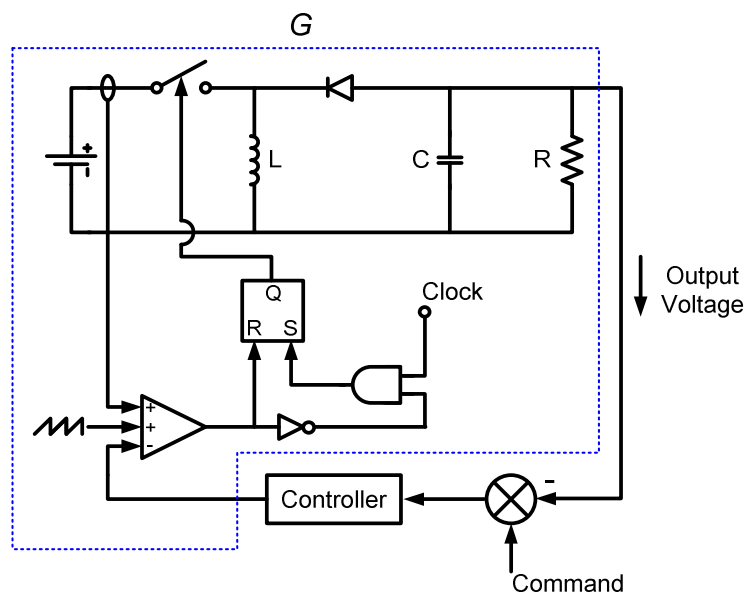 G
+
-
L
C
R
Q
R S
Clock
Output
Voltage
+
+
-
Controller
-
Command